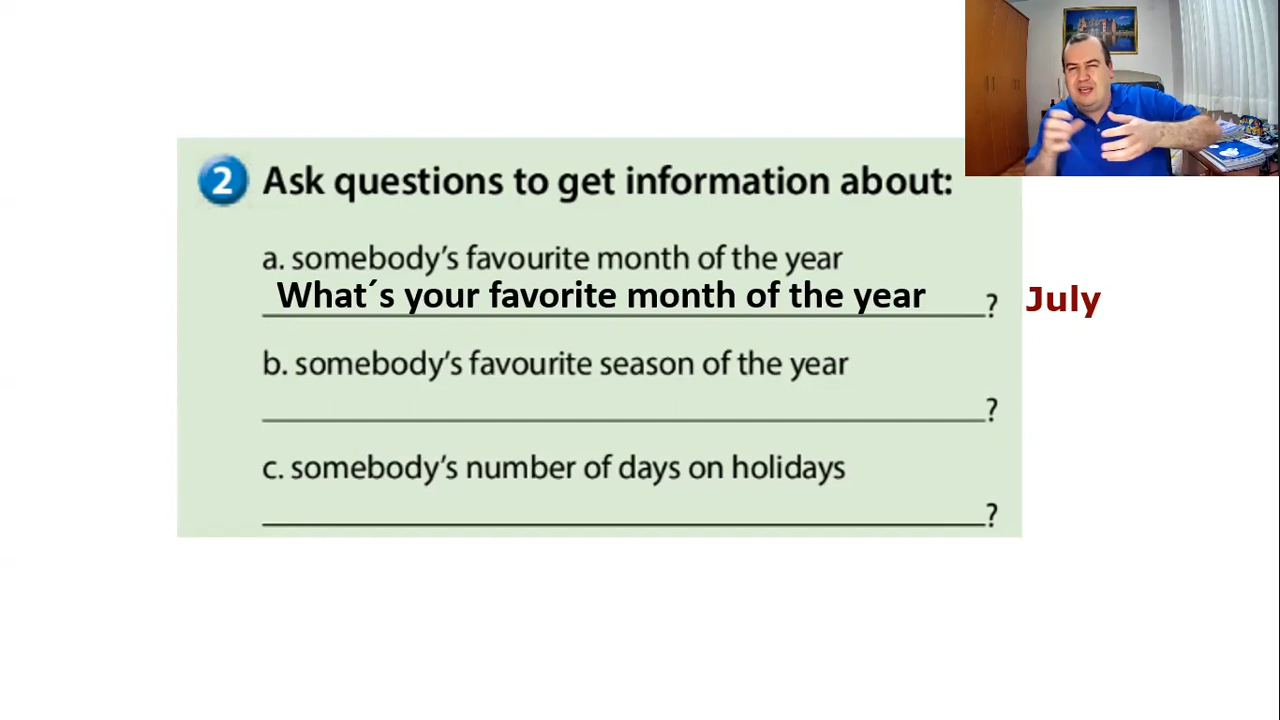 2 Ask questions to get information about:
a. somebody's favourite month of the year
What´s your favorite month of the year ? July
b. somebody's favourite season of the year
?
c. somebody's number of days on holidays
?